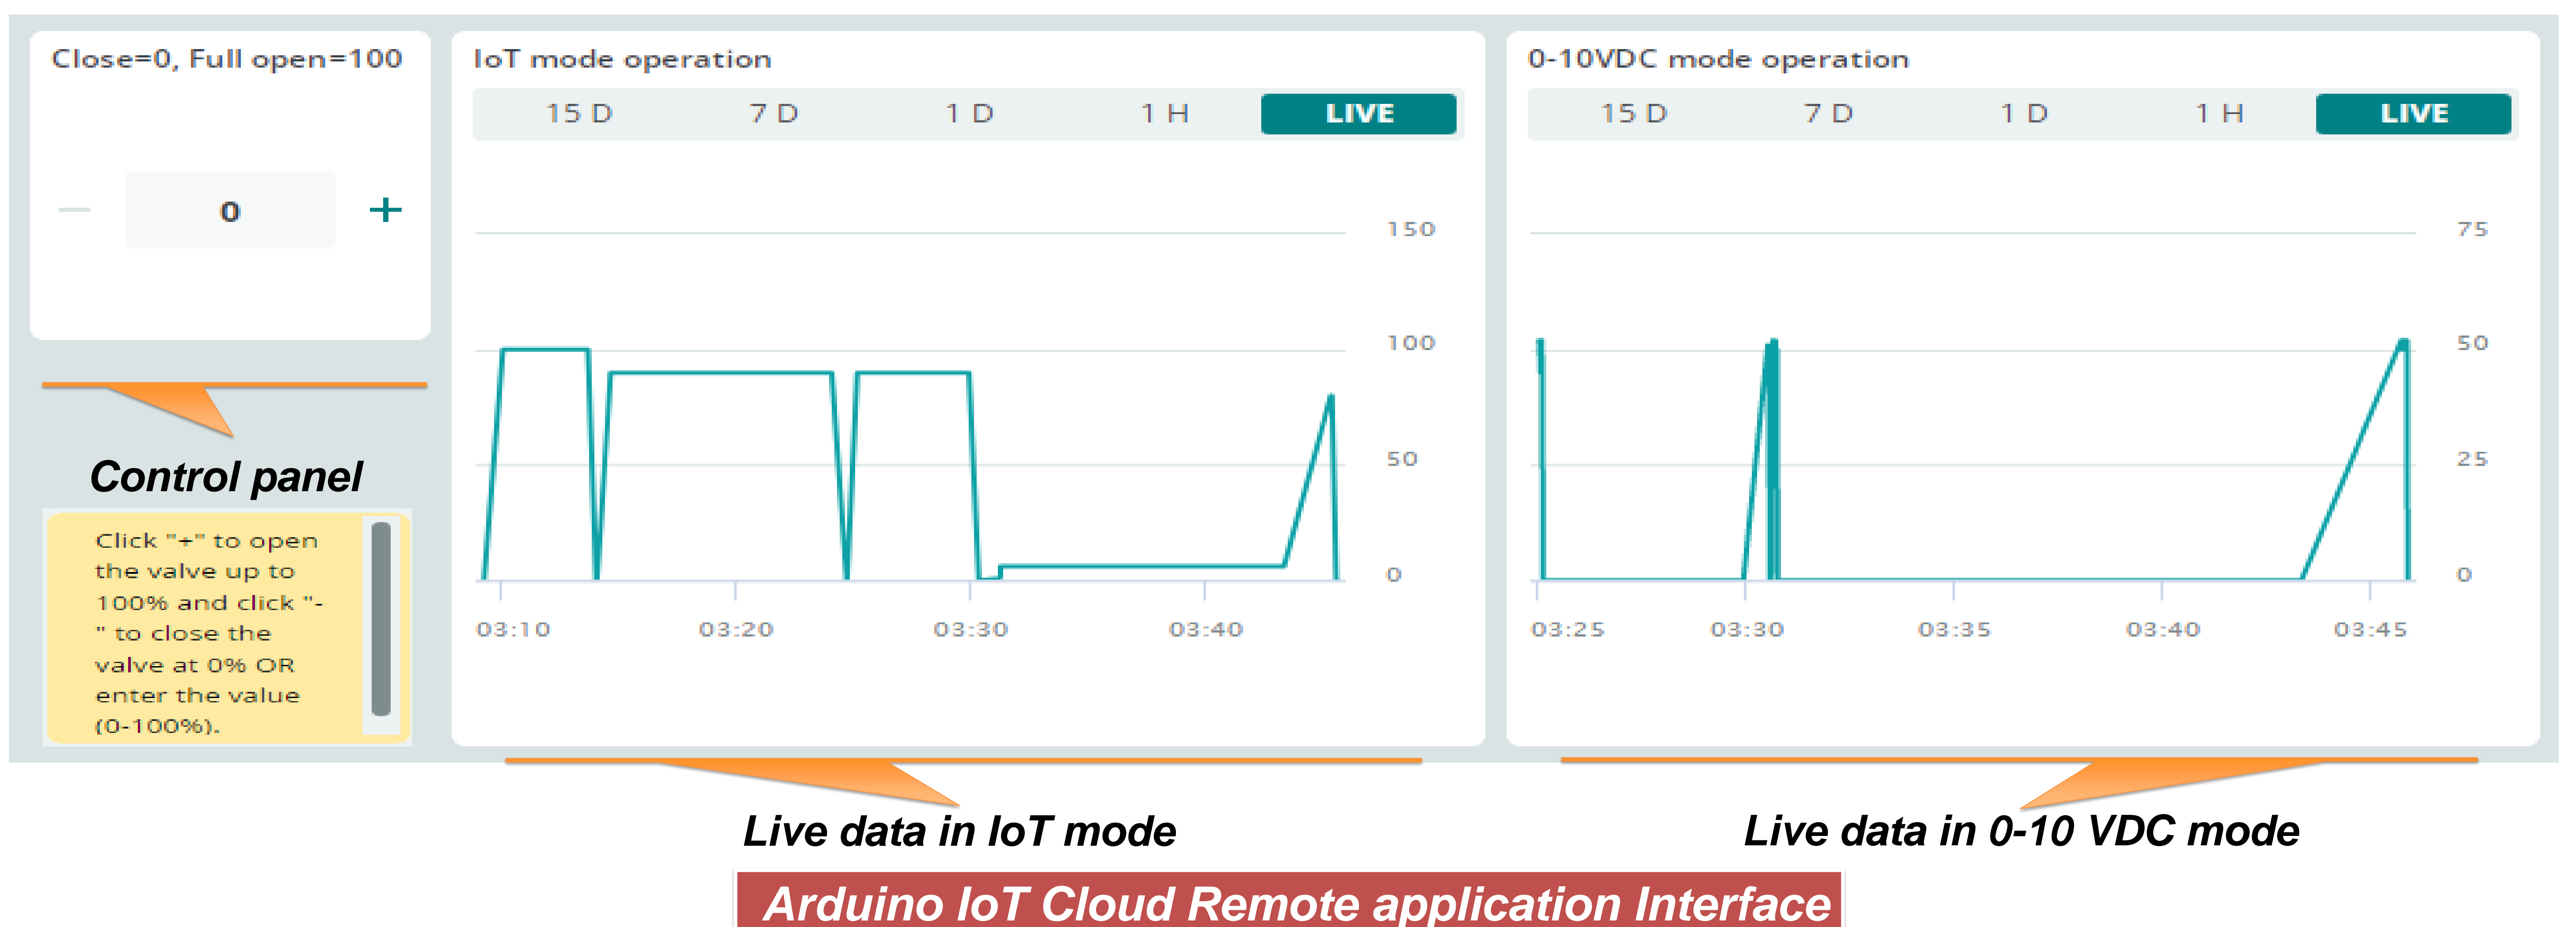 Close=0, Full open=100
0
+
Control panel
Click "+" to open
the valve up to
100% and click "-
" to close the
valve at 0% OR
enter the value
(0-100%).
IoT mode operation
15 D 7 D 1 D 1 H LIVE
150
100
50
0
03:10 03:20 03:30 03:40
Live data in IoT mode
0-10VDC mode operation
15 D 7 D 1 D 1 H LIVE
75
50
25
0
03:25 03:30 03:35 03:40 03:45
Live data in 0-10 VDC mode
Arduino IoT Cloud Remote application Interface